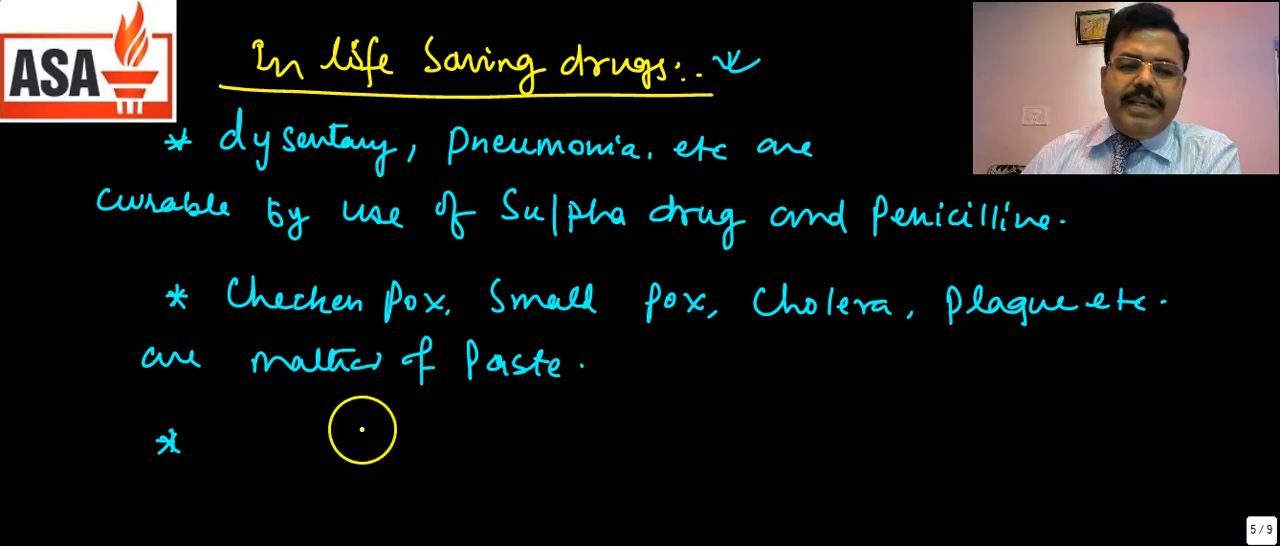 ASA
In life Saving drugs:.
* dysentary, Pneumonia, etc are
curable by use of Sulpha drug and Penicilline.
* Checken Pox, Small Pox, Cholera, Plague etc.
are matter of Paste.
*
5/9